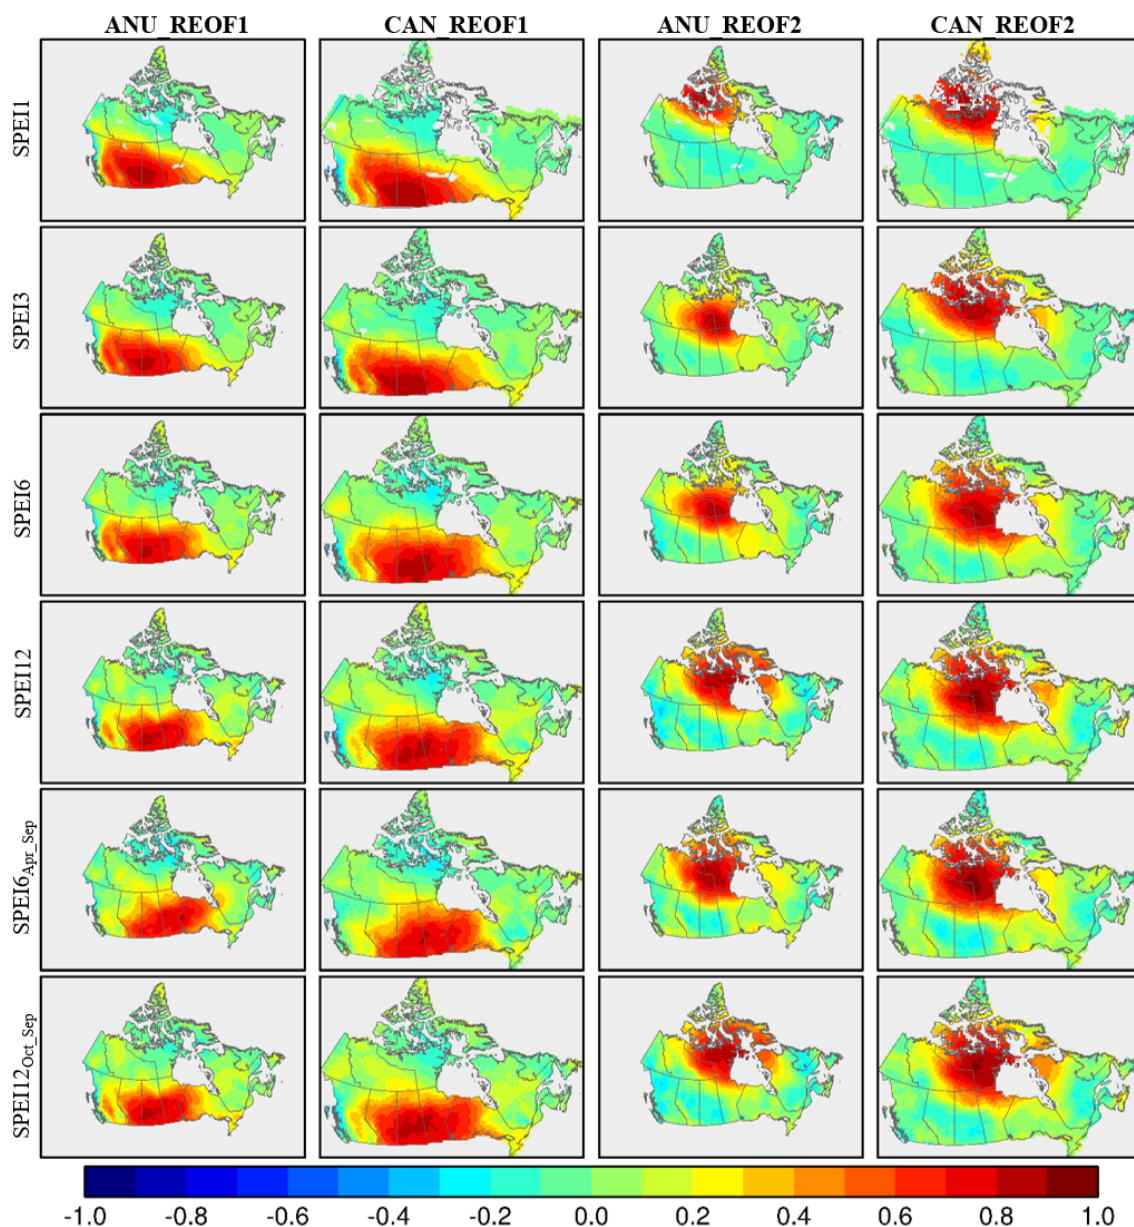 ANU_REOF1 CAN_REOF1 ANU_REOF2 CAN_REOF2
SPEI1
SPEI3
SPEI6
SPEI12
SPEI6Apr_Sep
SPEI12Oct_Sep
-1.0 -0.8 -0.6 -0.4 -0.2 0.0 0.2 0.4 0.6 0.8 1.0